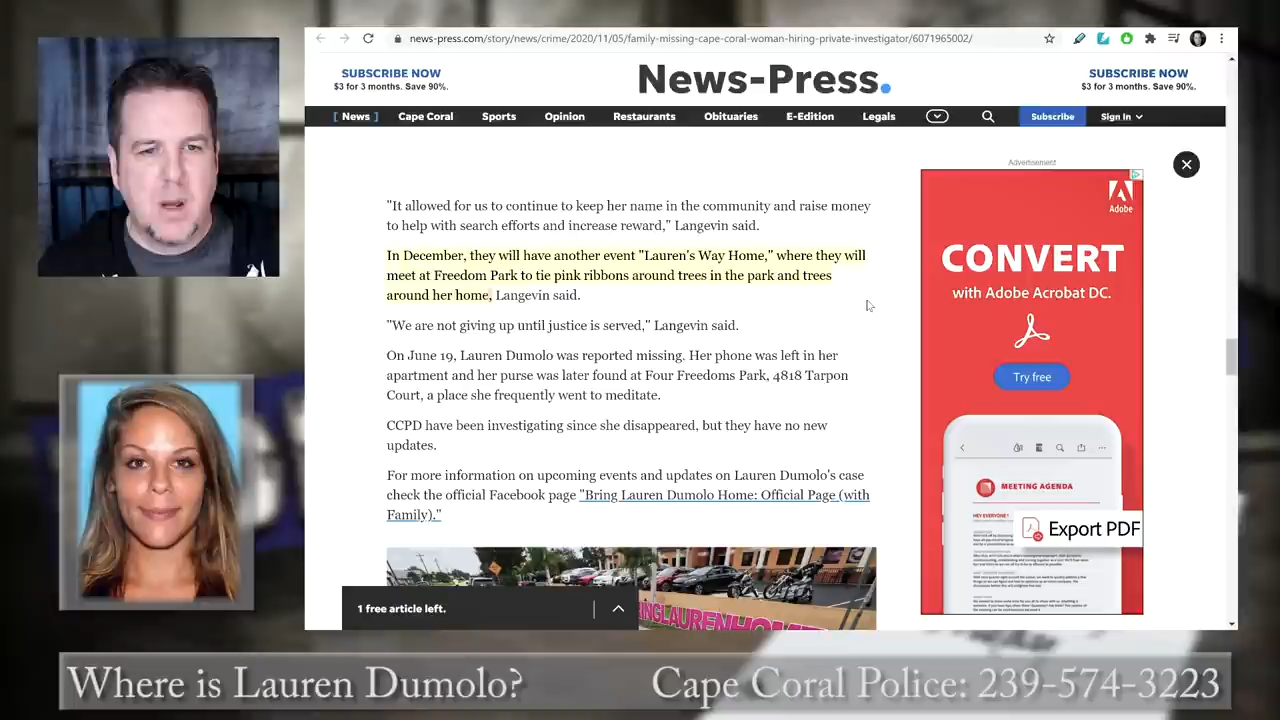 news-press.com/story/news/crime/2020/11/05/family-missing-cape-coral-woman-hiring-private-investigator/6071965002/
SUBSCRIBE NOW
$3 for 3 months. Save 90%.
News-Press.
SUBSCRIBE NOW
$3 for 3 months. Save 90%.
[ News ] Cape Coral Sports Opinion Restaurants Obituaries E-Edition Legals Subscribe Sign In
"It allowed for us to continue to keep her name in the community and raise money
to help with search efforts and increase reward," Langevin said.
In December, they will have another event "Lauren's Way Home," where they will
meet at Freedom Park to tie pink ribbons around trees in the park and trees
around her home, Langevin said.
"We are not giving up until justice is served," Langevin said.
On June 19, Lauren Dumolo was reported missing. Her phone was left in her
apartment and her purse was later found at Four Freedoms Park, 4818 Tarpon
Court, a place she frequently went to meditate.
CCPD have been investigating since she disappeared, but they have no new
updates.
For more information on upcoming events and updates on Lauren Dumolo's case
check the official Facebook page "Bring Lauren Dumolo Home: Official Page (with
Family)."
1 free article left.
INGLAURENHOME
Advertisement
Adobe
CONVERT
with Adobe Acrobat DC.
Try free
MEETING AGENDA
HEY EVERYONE!
Export PDF
Where is Lauren Dumolo? Cape Coral Police: 239-574-3223